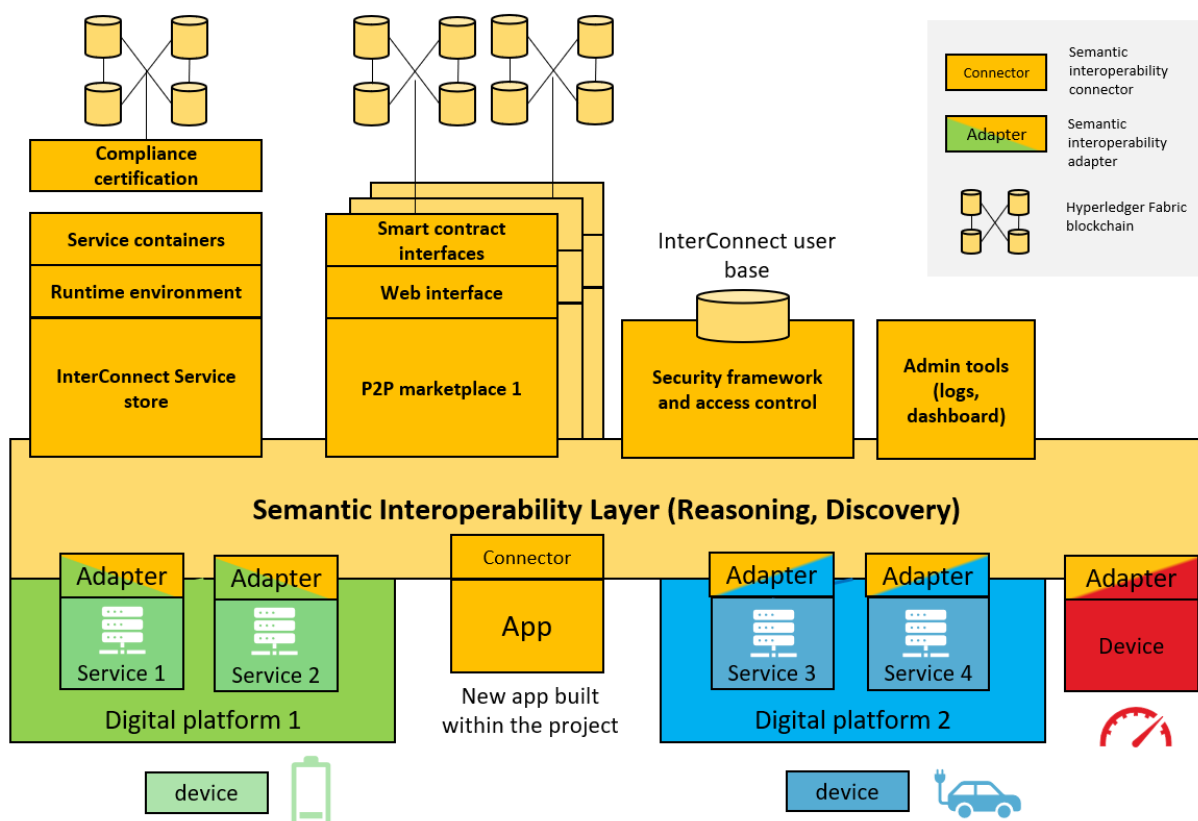 Compliance
certification
Service containers
Runtime environment
InterConnect Service
store
Smart contract
interfaces
Web interface
P2P marketplace 1
InterConnect user
base
Security framework
and access control
Admin tools
(logs,
dashboard)
Connector
Semantic
interoperability
connector
Adapter
Semantic
interoperability
adapter
Hyperledger Fabric
blockchain
Semantic Interoperability Layer (Reasoning, Discovery)
Adapter
Service 1
Adapter
Service 2
Digital platform 1
Connector
App
New app built
within the project
Adapter
Service 3
Adapter
Service 4
Digital platform 2
Adapter
Device
device
device